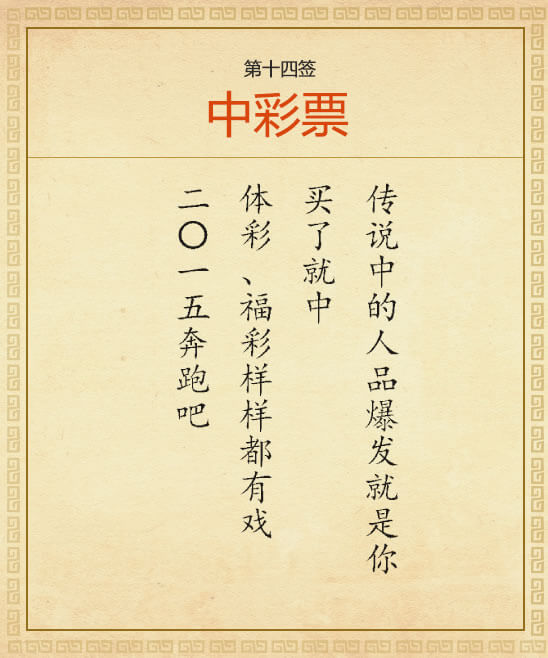 第十四签
中彩票
传说中的人品爆发就是你
买了就中
体彩、福彩样样都有戏
二〇一五奔跑吧